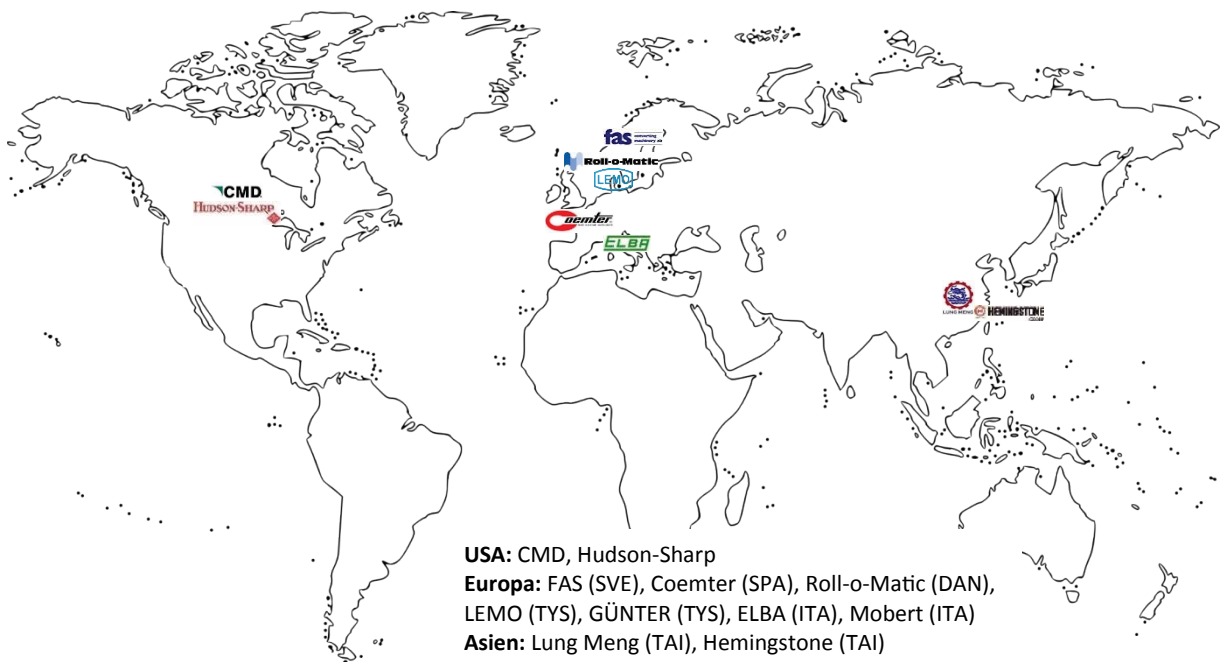 fas converting machinery ab
Roll-o-Matic
LEMO
CMD
HUDSON-SHARP
Coemter
ELBA
LUNG MENG
HEMINGSTONE
USA: CMD, Hudson-Sharp
Europa: FAS (SVE), Coemter (SPA), Roll-o-Matic (DAN),
LEMO (TYS), GÜNTER (TYS), ELBA (ITA), Mobert (ITA)
Asien: Lung Meng (TAI), Hemingstone (TAI)